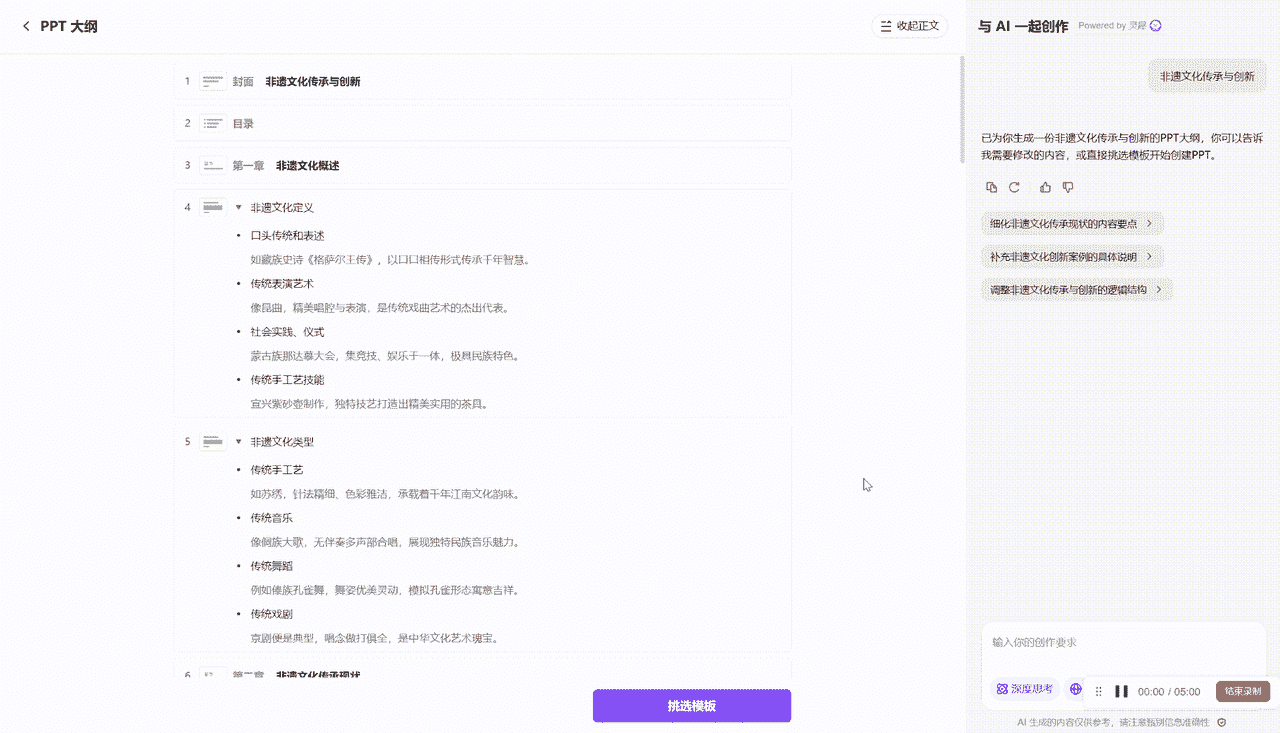 PPT 大纲
收起正文
1 封面 非遗文化传承与创新
2 目录
3 第一章 非遗文化概述
4 非遗文化定义
• 口头传统和表述
如藏族史诗《格萨尔王传》，以口口相传形式传承千年智慧。
• 传统表演艺术
像昆曲，精美唱腔与表演，是传统戏曲艺术的杰出代表。
• 社会实践、仪式
蒙古族那达慕大会，集竞技、娱乐于一体，极具民族特色。
• 传统手工艺技能
宜兴紫砂壶制作，独特技艺打造出精美实用的茶具。
5 非遗文化类型
• 传统手工艺
如苏绣，针法精细、色彩雅洁，承载着千年江南文化韵味。
• 传统音乐
像侗族大歌，无伴奏多声部合唱，展现独特民族音乐魅力。
• 传统舞蹈
例如傣族孔雀舞，舞姿优美灵动，模拟孔雀形态寓意吉祥。
• 传统戏剧
京剧便是典型，唱念做打俱全，是中华文化艺术瑰宝。
6 第二章 非遗文化传承现状
挑选模板
与 AI 一起创作 Powered by 灵犀
非遗文化传承与创新
已为你生成一份非遗文化传承与创新的PPT大纲，你可以告诉
我需要修改的内容，或直接挑选模板开始创建PPT。
细化非遗文化传承现状的内容要点
补充非遗文化创新案例的具体说明
调整非遗文化传承与创新的逻辑结构
输入你的创作要求
深度思考
00:00 / 05:00 结束录制
AI 生成的内容仅供参考，请注意甄别信息准确性